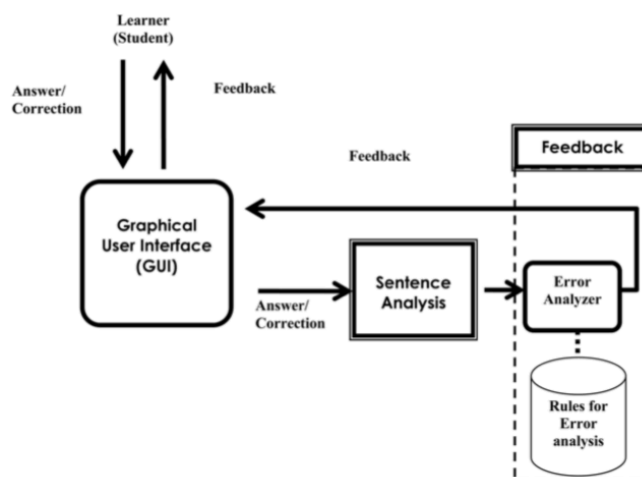 Learner
(Student)
Answer/
Correction
Feedback
Feedback
Feedback
Graphical
User Interface
(GUI)
Answer/
Correction
Sentence
Analysis
Error
Analyzer
Rules for
Error
analysis